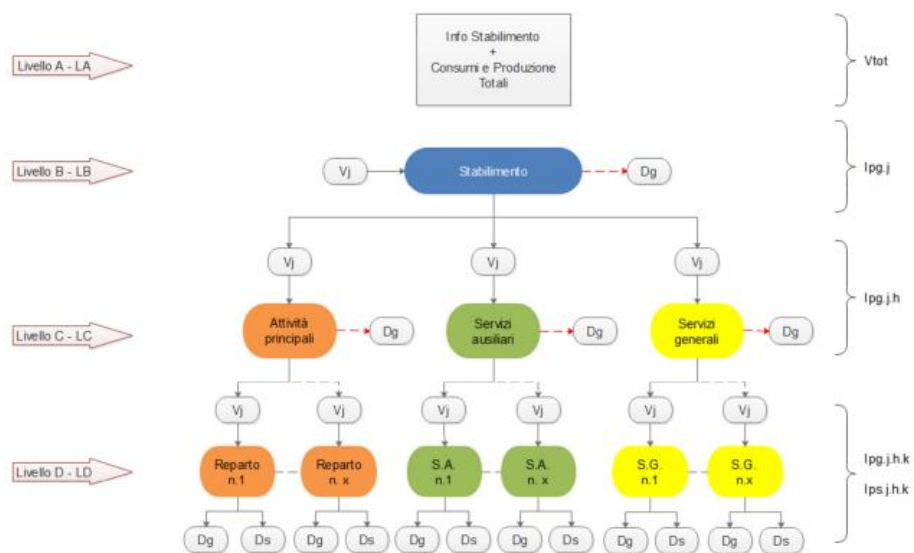 Info Stabilimento
+
Consumi e Produzione
Totali
Livello A - LA
Vtot
Livello B - LB
Vj
Stabilimento
Dg
Ipg.j
Vj
Vj
Vj
Ipg.j.h
Livello C - LC
Attività
principali
Dg
Servizi
ausiliari
Dg
Servizi
generali
Dg
Vj
Vj
Vj
Vj
Vj
Vj
Livello D - LD
Reparto
n.1
Reparto
n. x
S.A.
n.1
S.A.
n. x
S.G.
n.1
S.G.
n.x
Ipg.j.h.k
Ips.j.h.k
Dg
Ds
Dg
Ds
Dg
Ds
Dg
Ds
Dg
Ds
Dg
Ds